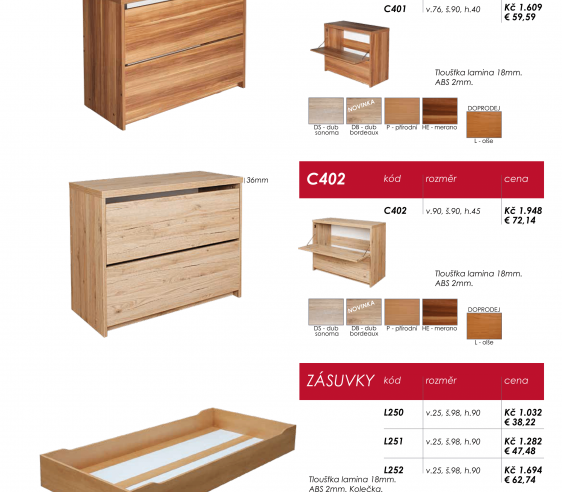 C401 v.76, š.90, h.40 Kč 1.609
€ 59,59
Tloušťka lamina 18mm.
ABS 2mm.
NOVINKA
DOPRODEJ
DS - dub
sonoma
DB - dub
bordeaux
P - přírodní
HE - merano
L - olše
36mm
C402 kód rozměr cena
C402 v.90, š.90, h.45 Kč 1.948
€ 72,14
Tloušťka lamina 18mm.
ABS 2mm.
NOVINKA
DOPRODEJ
DS - dub
sonoma
DB - dub
bordeaux
P - přírodní
HE - merano
L - olše
ZÁSUVKY kód rozměr cena
L250 v.25, š.98, h.90 Kč 1.032
€ 38,22
L251 v.25, š.98, h.90 Kč 1.282
€ 47,48
L252 v.25, š.98, h.90 Kč 1.694
€ 62,74
Tloušťka lamina 18mm.
ABS 2mm. Kolečka.